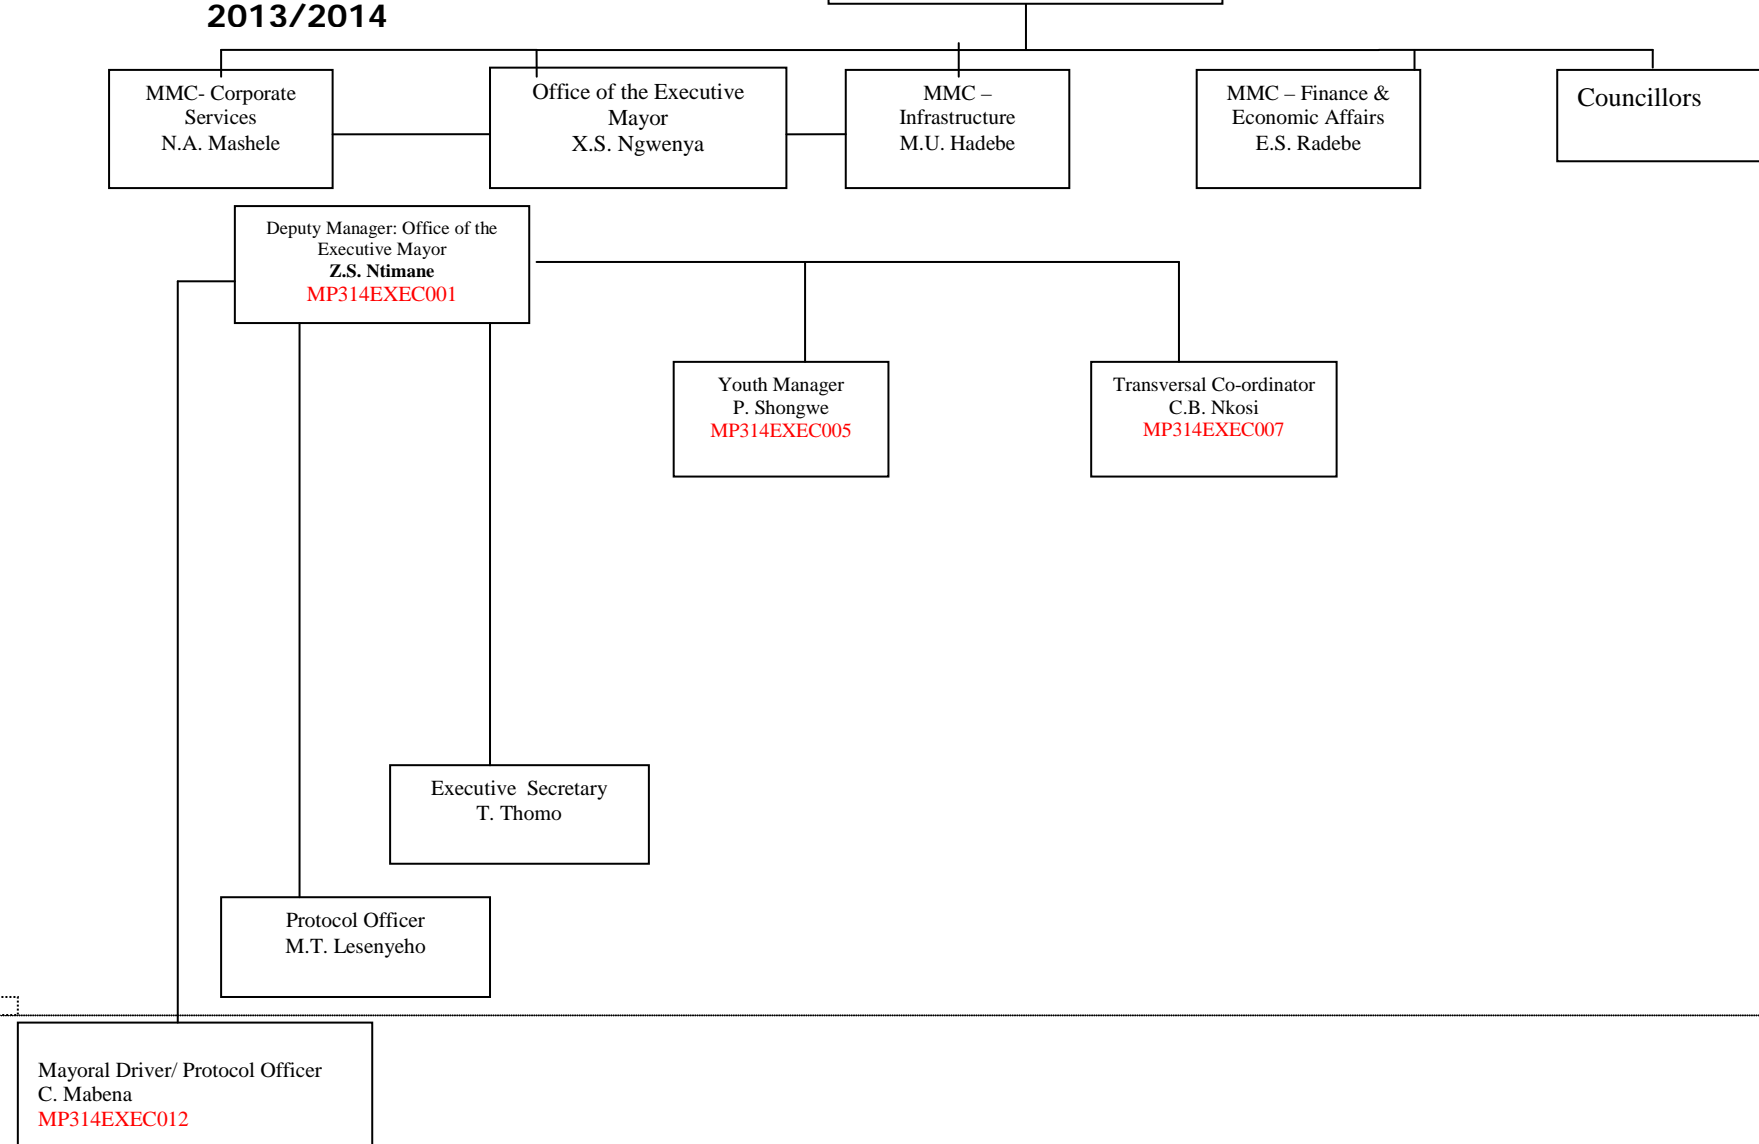 2013/2014
MMC- Corporate
Services
N.A. Mashele
Office of the Executive
Mayor
X.S. Ngwenya
MMC –
Infrastructure
M.U. Hadebe
MMC – Finance &
Economic Affairs
E.S. Radebe
Councillors
Deputy Manager: Office of the
Executive Mayor
Z.S. Ntimane
MP314EXEC001
Youth Manager
P. Shongwe
MP314EXEC005
Transversal Co-ordinator
C.B. Nkosi
MP314EXEC007
Executive  Secretary
T. Thomo
Protocol Officer
M.T. Lesenyeho
Mayoral Driver/ Protocol Officer
C. Mabena
MP314EXEC012